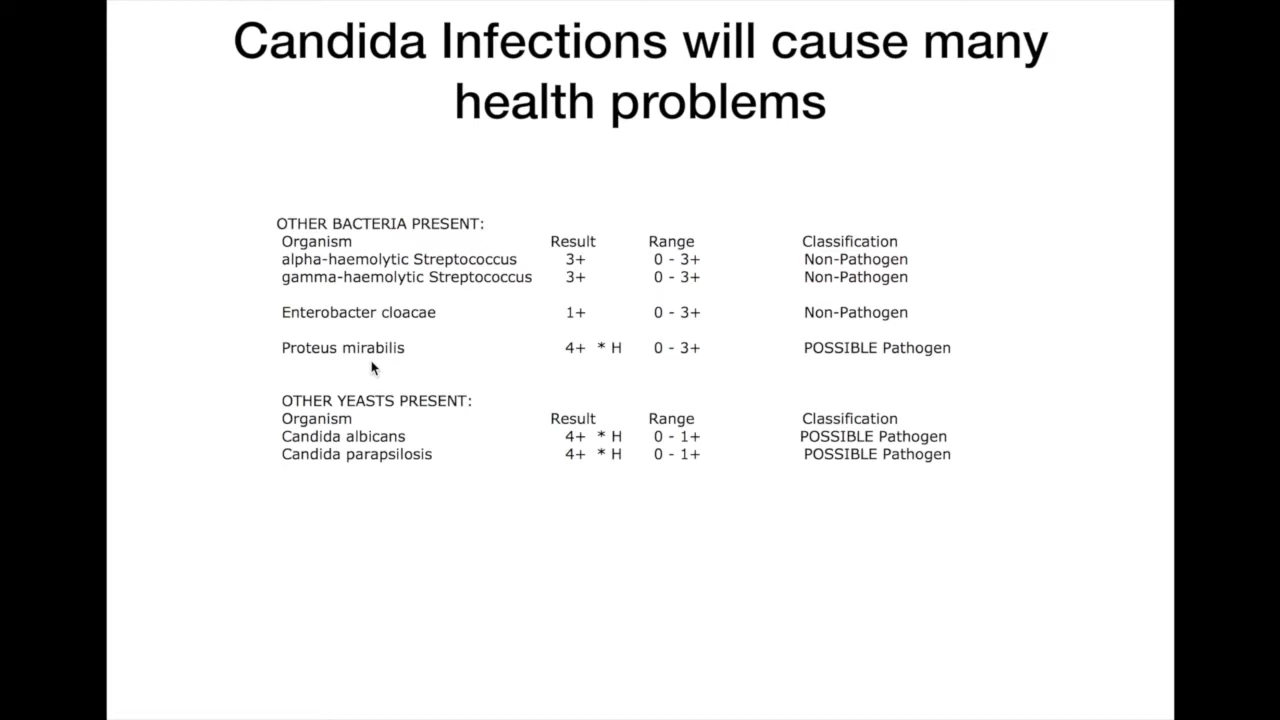 Candida Infections will cause many
health problems
OTHER BACTERIA PRESENT:
Organism Result Range Classification
alpha-haemolytic Streptococcus 3+ 0 - 3+ Non-Pathogen
gamma-haemolytic Streptococcus 3+ 0 - 3+ Non-Pathogen
Enterobacter cloacae 1+ 0 - 3+ Non-Pathogen
Proteus mirabilis 4+ * H 0 - 3+ POSSIBLE Pathogen
OTHER YEASTS PRESENT:
Organism Result Range Classification
Candida albicans 4+ * H 0 - 1+ POSSIBLE Pathogen
Candida parapsilosis 4+ * H 0 - 1+ POSSIBLE Pathogen